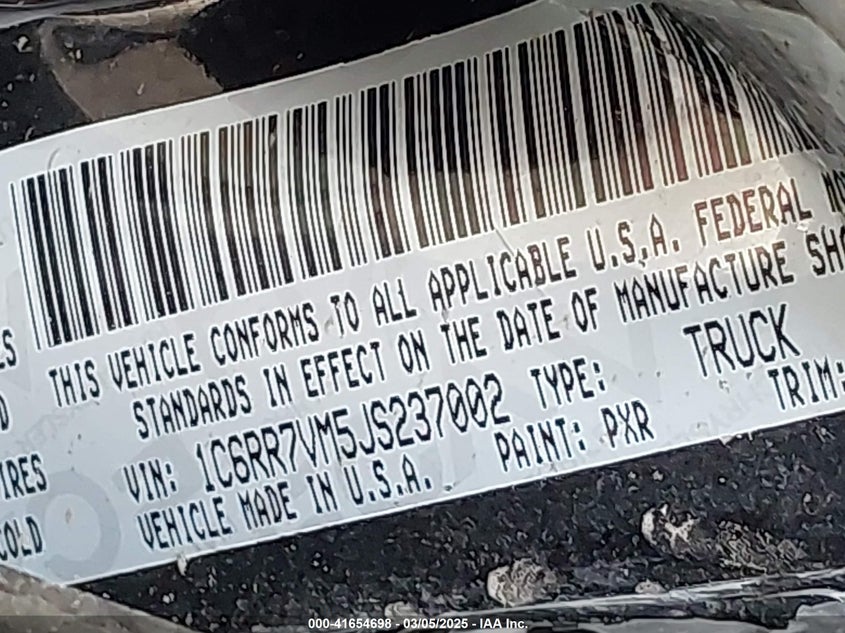 THIS VEHICLE CONFORMS TO ALL APPLICABLE U.S.A. FEDERAL
STANDARDS IN EFFECT ON THE DATE OF MANUFACTURE
VIN: 1C6RR7VM5JS237002 TYPE: TRUCK
VEHICLE MADE IN U.S.A. PAINT: PXR TRIM:
COLD
000-41654698 - 03/05/2025 - IAA Inc.